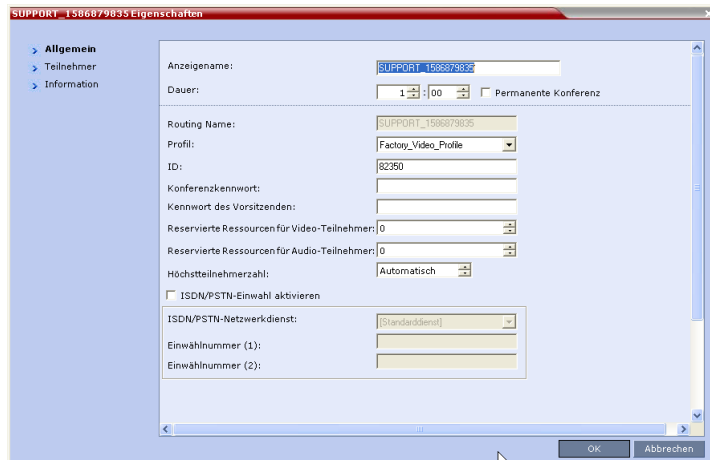 SUPPORT_1586879835 Eigenschaften
Allgemein
Teilnehmer
Information
Anzeigename: SUPPORT_1586879835
Dauer: 1 : 00 Permanente Konferenz
Routing Name: SUPPORT_1586879835
Profil: Factory_Video_Profile
ID: 82350
Konferenzkennwort:
Kennwort des Vorsitzenden:
Reservierte Ressourcen für Video-Teilnehmer: 0
Reservierte Ressourcen für Audio-Teilnehmer: 0
Höchstteilnehmerzahl: Automatisch
ISDN/PSTN-Einwahl aktivieren
ISDN/PSTN-Netzwerkdienst: [Standarddienst]
Einwählnummer (1):
Einwählnummer (2):
OK Abbrechen